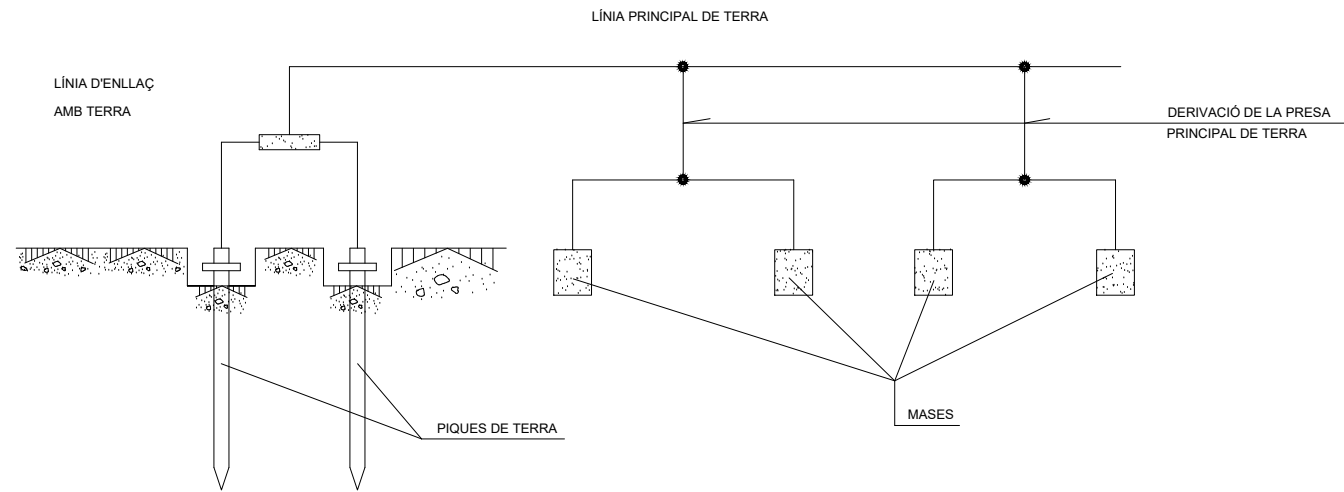 LÍNIA PRINCIPAL DE TERRA
LÍNIA D'ENLLAÇ
AMB TERRA
DERIVACIÓ DE LA PRESA
PRINCIPAL DE TERRA
MASES
PIQUES DE TERRA